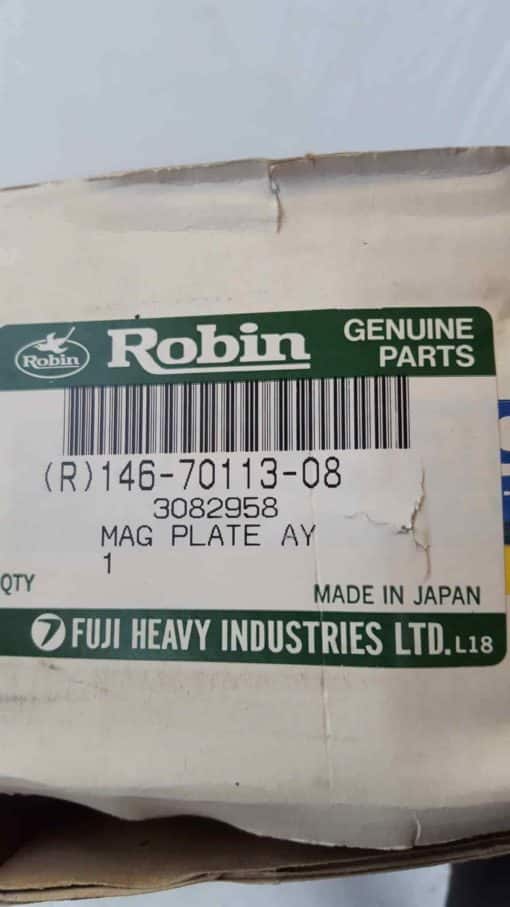 Robin
Robin
GENUINE
PARTS
(R)146-70113-08
3082958
MAG PLATE AY
1
QTY
MADE IN JAPAN
FUJI HEAVY INDUSTRIES LTD. L18